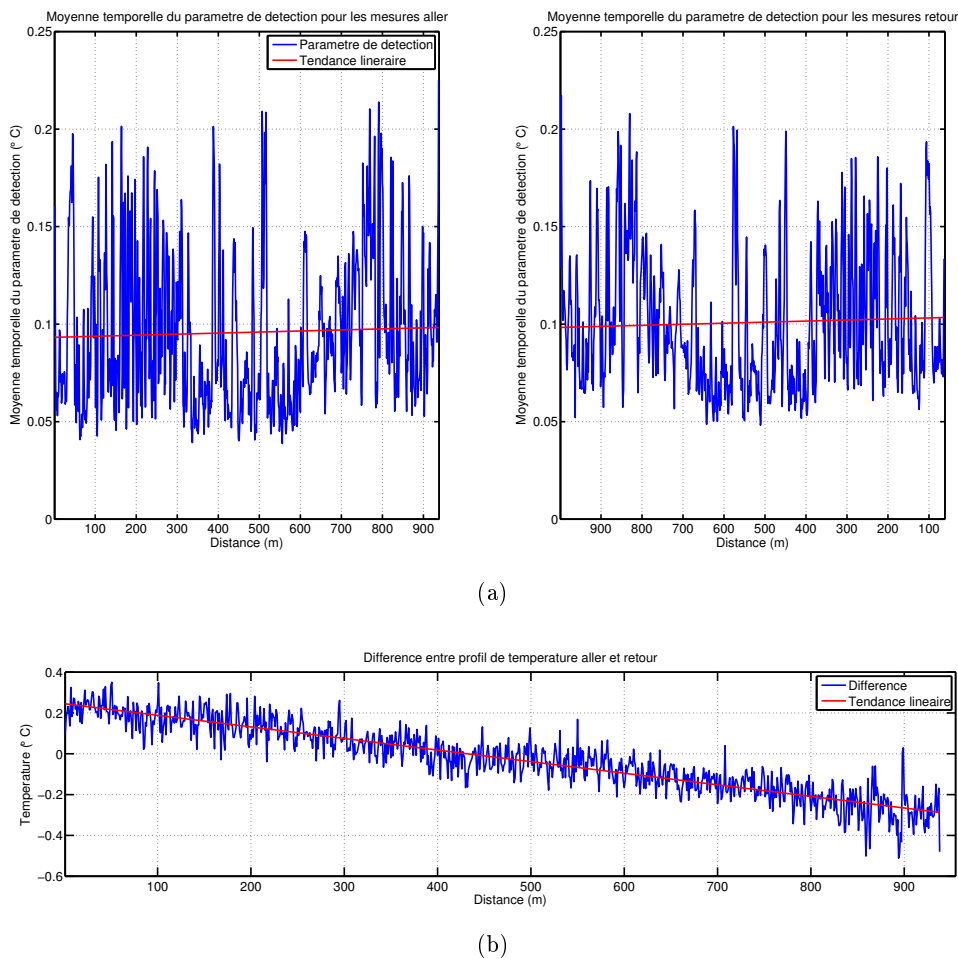 Moyenne temporelle du parametre de detection pour les mesures aller
Moyenne temporelle du parametre de detection pour les mesures retour
0.25
0.2
0.15
0.1
0.05
0
Moyenne temporelle du parametre de detection (° C)
Parametre de detection
Tendance lineraire
100 200 300 400 500 600 700 800 900
Distance (m)
0.25
0.2
0.15
0.1
0.05
0
Moyenne temporelle du parametre de detection (° C)
900 800 700 600 500 400 300 200 100
Distance (m)
(a)
Difference entre profil de temperature aller et retour
0.4
0.2
0
−0.2
−0.4
−0.6
Temperature (° C)
Difference
Tendance lineaire
100 200 300 400 500 600 700 800 900
Distance (m)
(b)